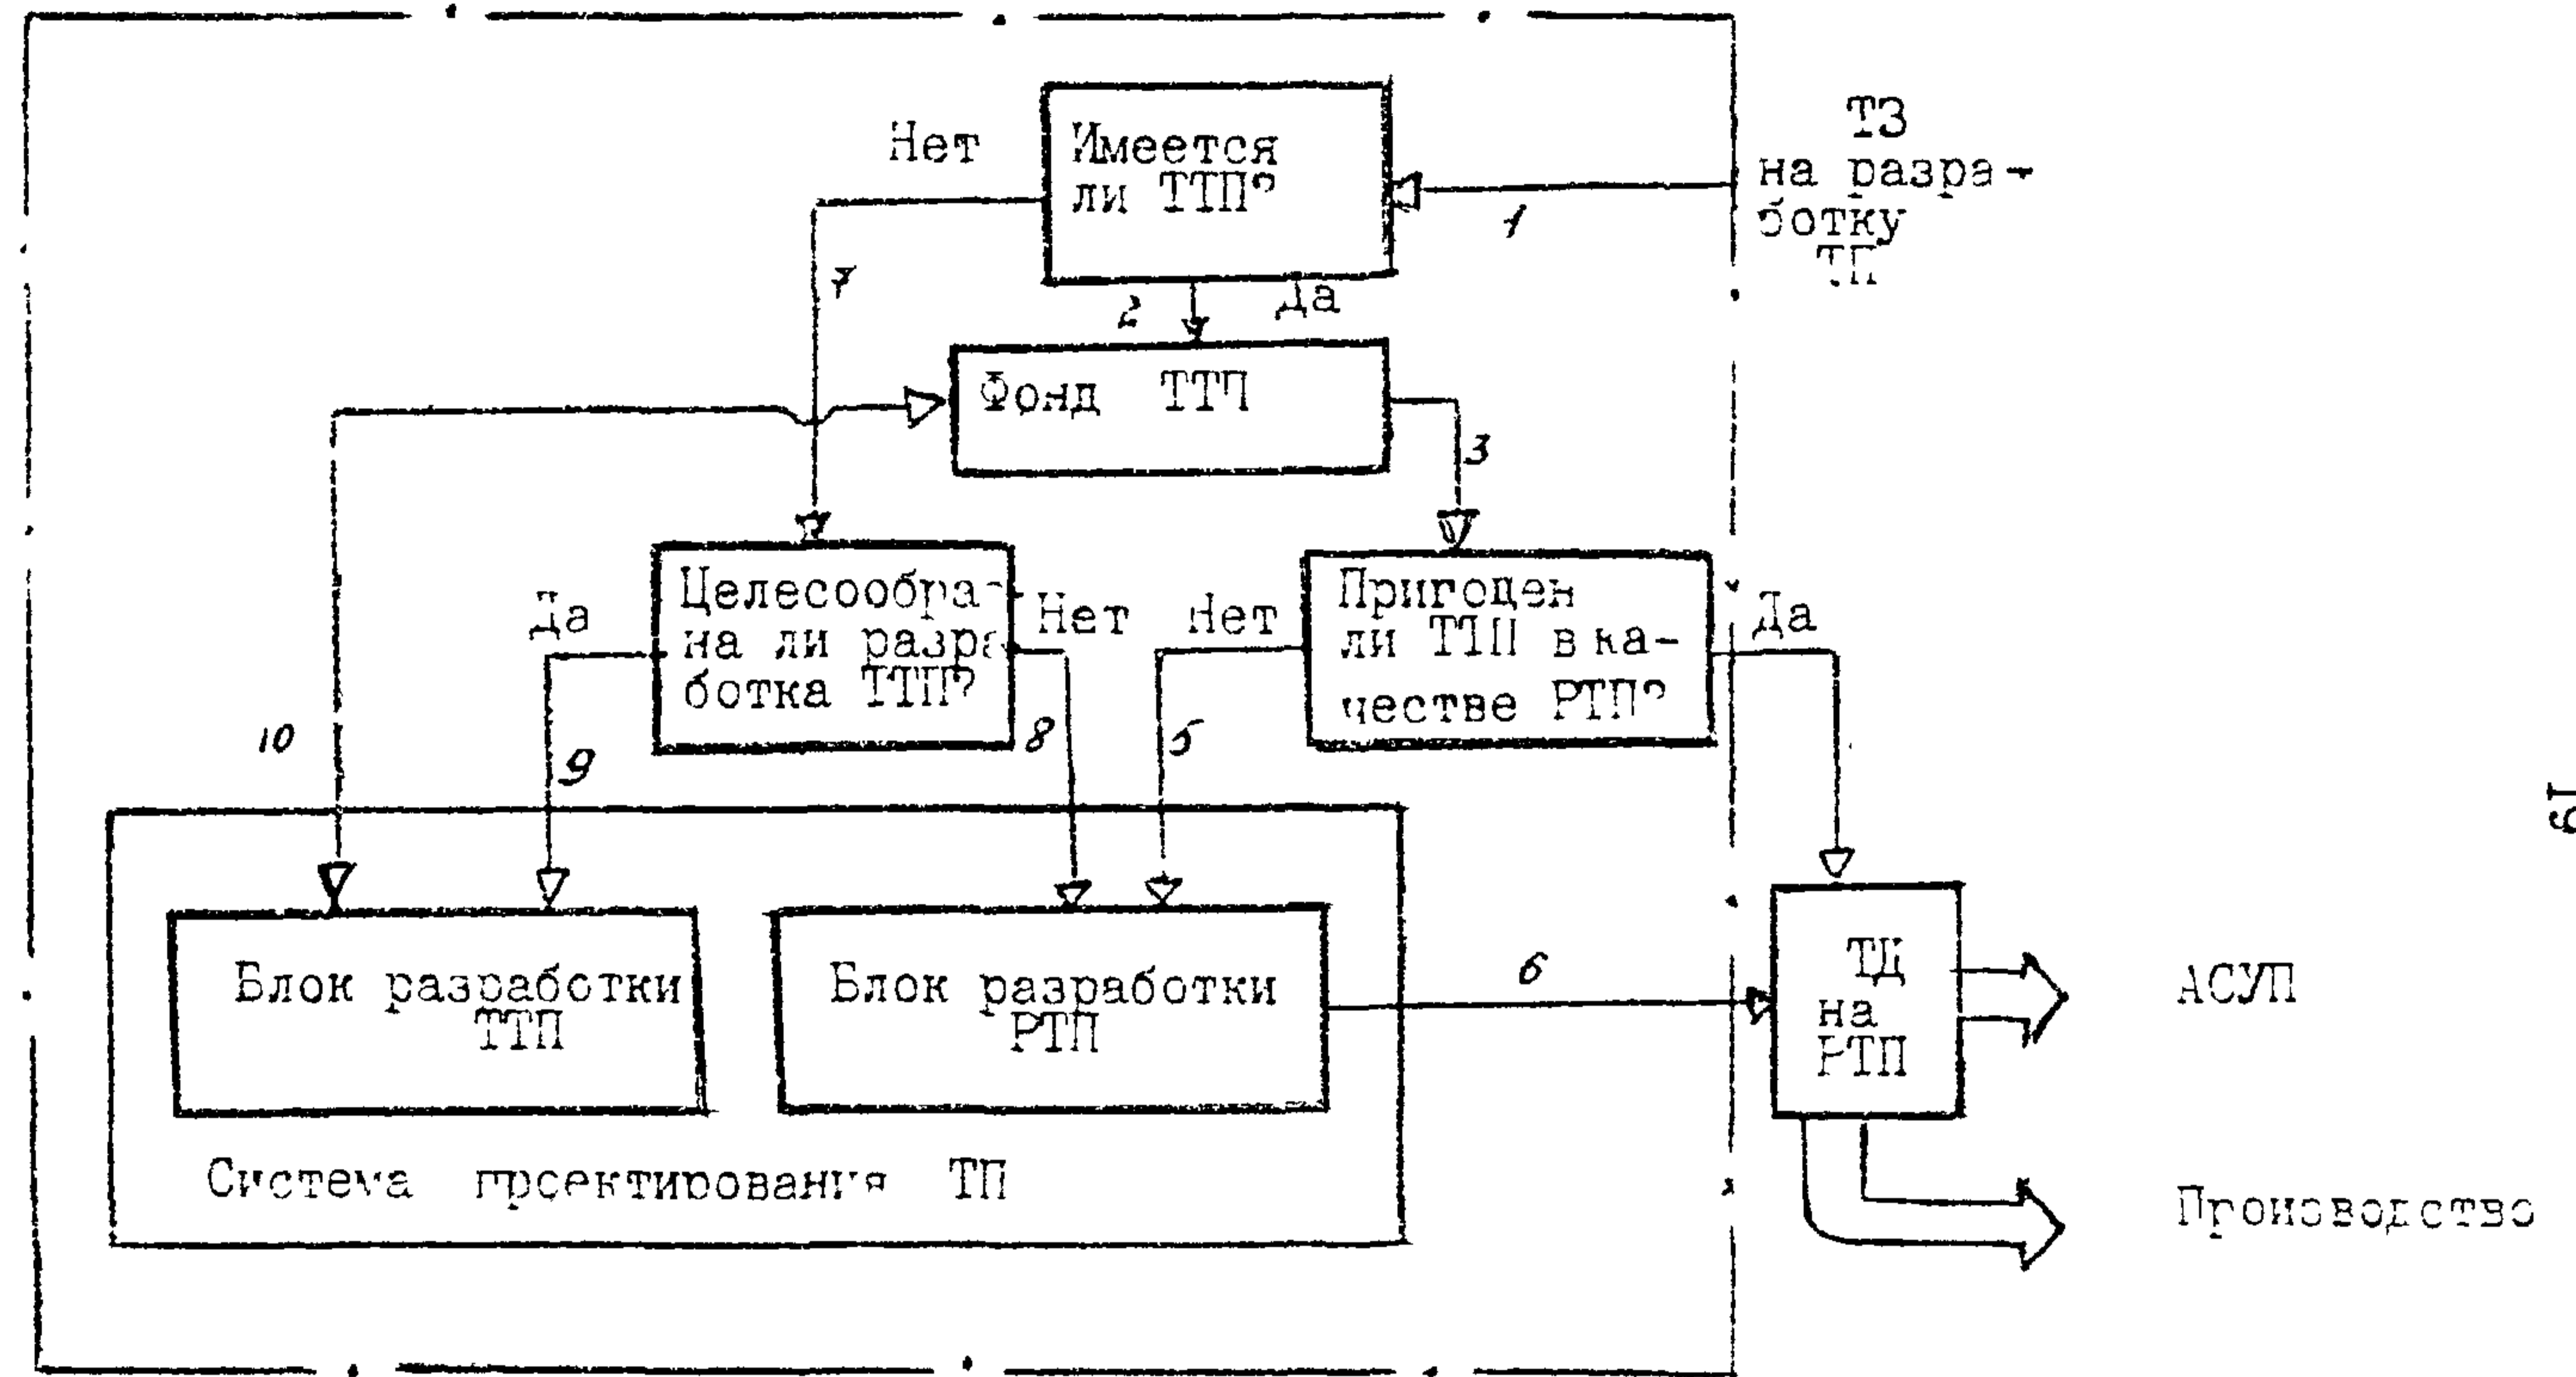 Нет
Имеется
ли ТТП?
ТЗ
на разра-
ботку
ТП
1
7
2
Да
Фонд ТТП
3
Да
Целесообра-
на ли разра
ботка ТТП?
Нет
Нет
Пригоден
ли ТТП в ка-
честве РТП?
Да
10
9
8
5
19
Блок разработки
ТТП
Блок разработки
РТП
6
ТД
на
РТП
АСУП
Система проектирования ТП
Производство